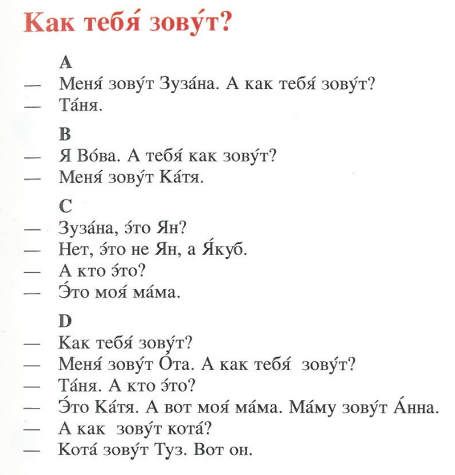 Как тебя́ зову́т?
A
— Меня́ зову́т Зуза́на. А как тебя́ зову́т?
— Та́ня.
B
— Я Во́ва. А тебя́ как зову́т?
— Меня́ зову́т Ка́тя.
C
— Зуза́на, э́то Ян?
— Нет, э́то не Ян, а Я́куб.
— А кто э́то?
— Э́то моя́ ма́ма.
D
— Как тебя́ зову́т?
— Меня́ зову́т О́та. А как тебя́ зову́т?
— Та́ня. А кто э́то?
— Э́то Ка́тя. А вот моя́ ма́ма. Ма́му зову́т А́нна.
— А как зову́т кота́?
— Кота́ зову́т Туз. Вот он.